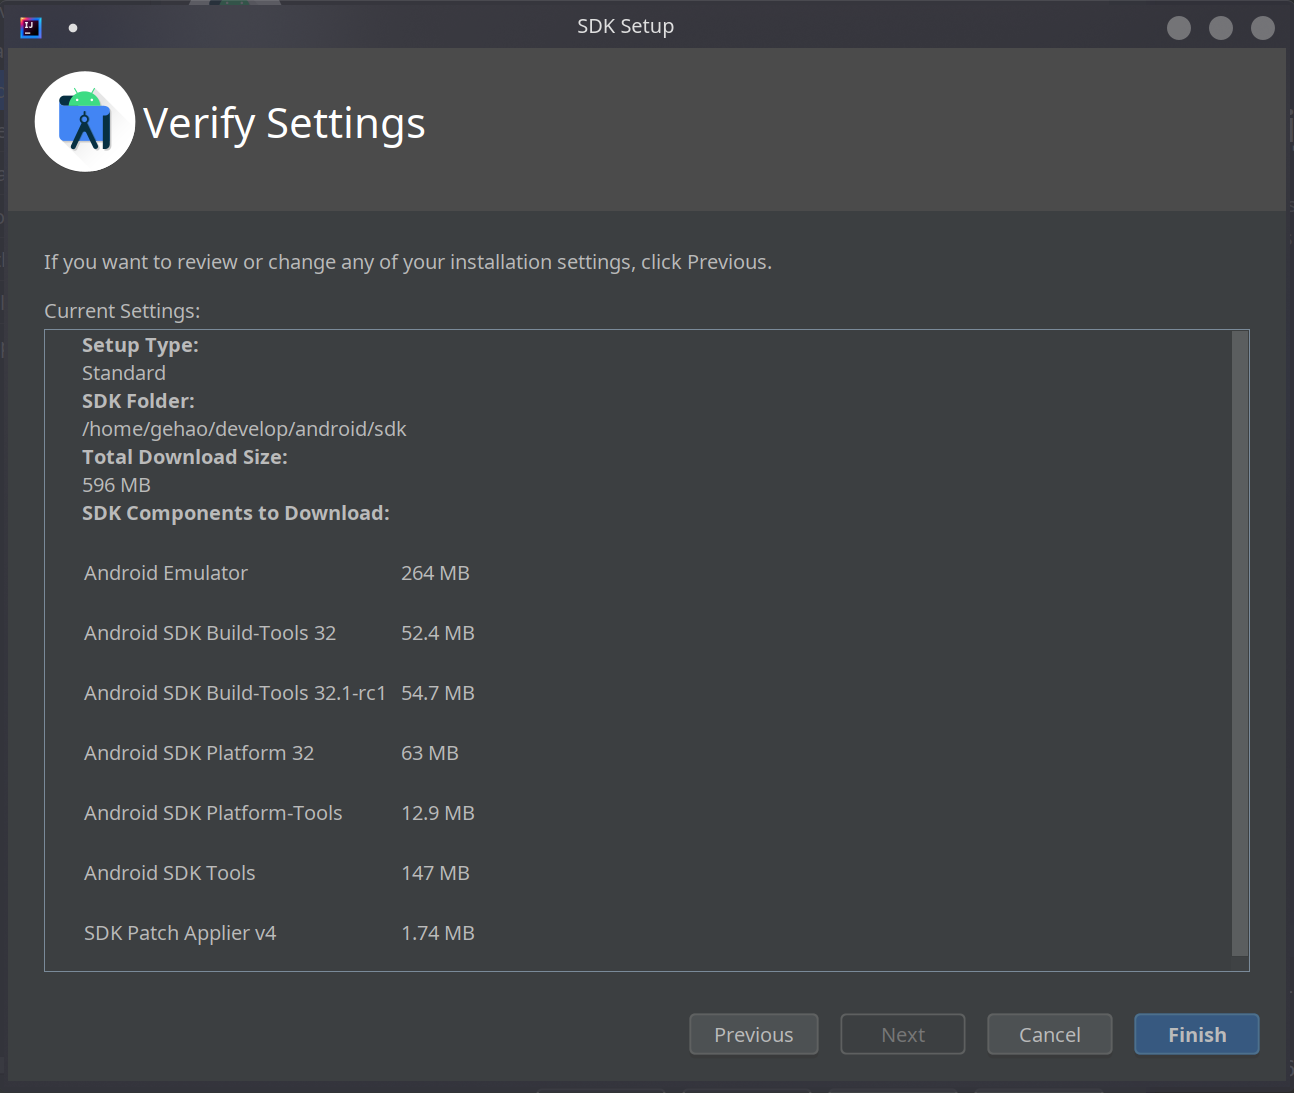 SDK Setup
Verify Settings
If you want to review or change any of your installation settings, click Previous.
Current Settings:
Setup Type:
Standard
SDK Folder:
/home/gehao/develop/android/sdk
Total Download Size:
596 MB
SDK Components to Download:
Android Emulator 264 MB
Android SDK Build-Tools 32 52.4 MB
Android SDK Build-Tools 32.1-rc1 54.7 MB
Android SDK Platform 32 63 MB
Android SDK Platform-Tools 12.9 MB
Android SDK Tools 147 MB
SDK Patch Applier v4 1.74 MB
Previous Next Cancel Finish